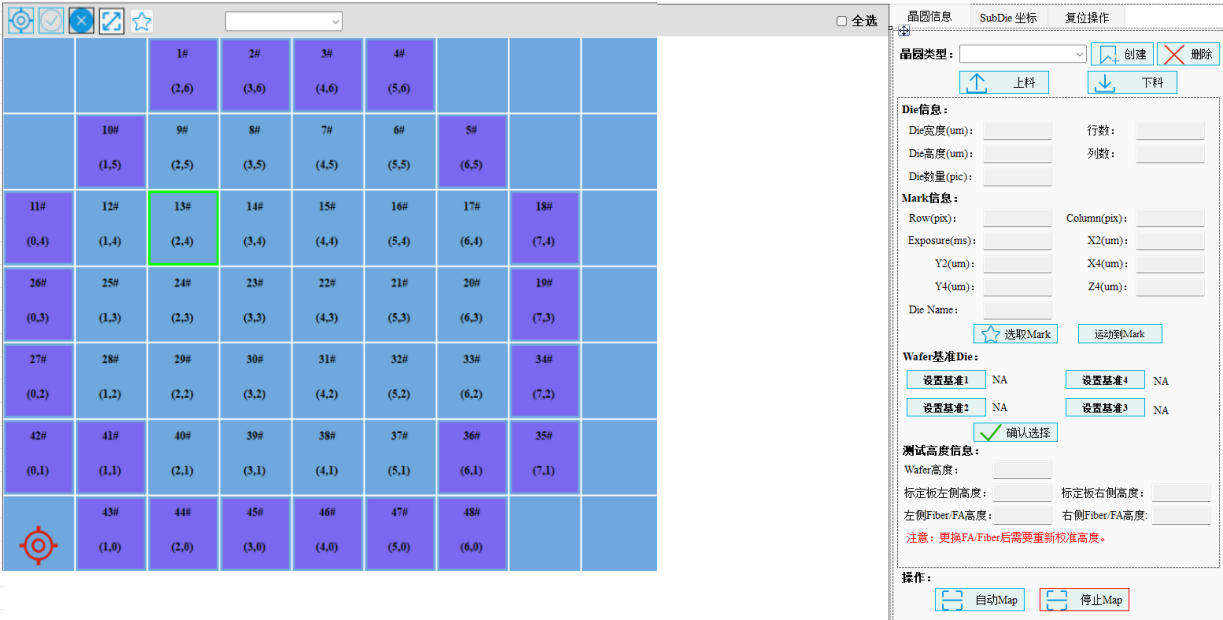 全选
1# 2# 3# 4#
(2,6) (3,6) (4,6) (5,6)
10# 9# 8# 7# 6# 5#
(1,5) (2,5) (3,5) (4,5) (5,5) (6,5)
11# 12# 13# 14# 15# 16# 17# 18#
(0,4) (1,4) (2,4) (3,4) (4,4) (5,4) (6,4) (7,4)
26# 25# 24# 23# 22# 21# 20# 19#
(0,3) (1,3) (2,3) (3,3) (4,3) (5,3) (6,3) (7,3)
27# 28# 29# 30# 31# 32# 33# 34#
(0,2) (1,2) (2,2) (3,2) (4,2) (5,2) (6,2) (7,2)
42# 41# 40# 39# 38# 37# 36# 35#
(0,1) (1,1) (2,1) (3,1) (4,1) (5,1) (6,1) (7,1)
43# 44# 45# 46# 47# 48#
(1,0) (2,0) (3,0) (4,0) (5,0) (6,0)
晶圆信息 SubDie 坐标 复位操作
晶圆类型： 创建 删除
上料 下料
Die信息：
Die宽度(um)： 行数：
Die高度(um)： 列数：
Die数量(pic)：
Mark信息：
Row(pix)： Column(pix)：
Exposure(ms)： X2(um)：
Y2(um)： X4(um)：
Y4(um)： Z4(um)：
Die Name：
选取Mark 运动到Mark
Wafer基准Die：
设置基准1 NA 设置基准4 NA
设置基准2 NA 设置基准3 NA
确认选择
测试高度信息：
Wafer高度：
标定板左侧高度： 标定板右侧高度：
左侧Fiber/FA高度: 右侧Fiber/FA高度:
注意：更换FA/Fiber后需要重新校准高度。
操作：
自动Map 停止Map